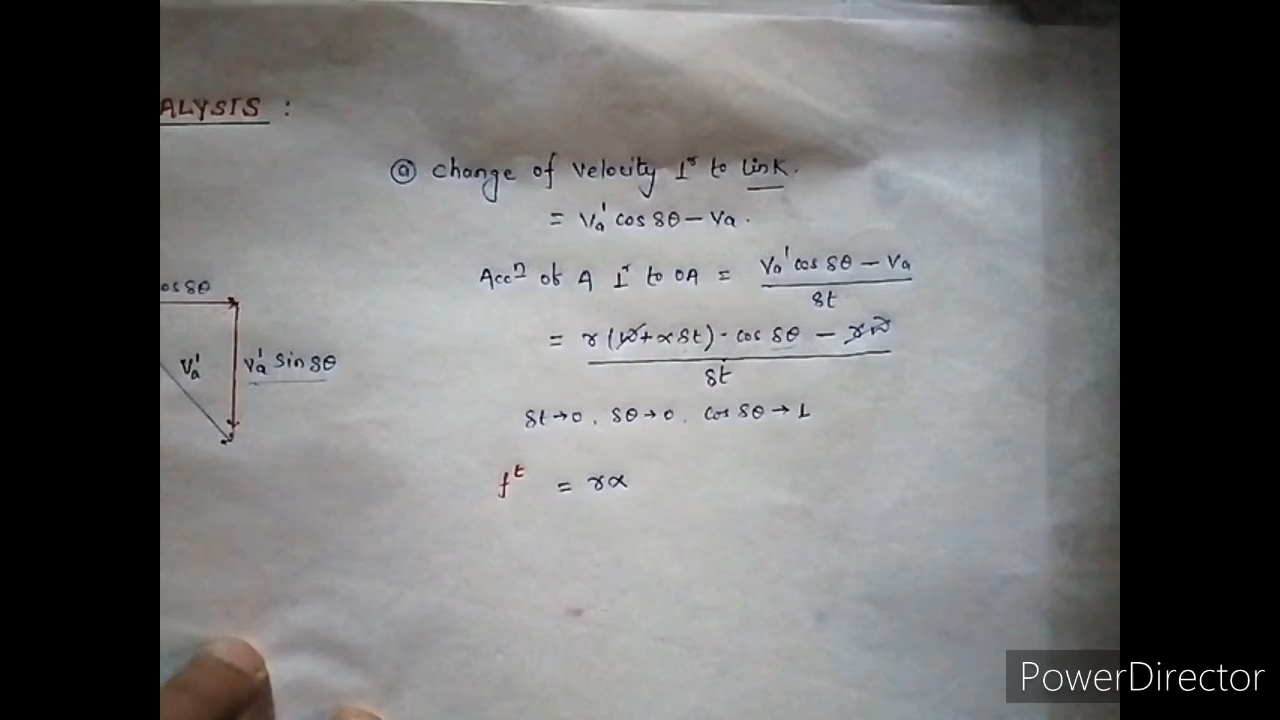 ALYSIS :
ⓐ Change of velocity ⊥ʳ to link.
= Vₐ' cos δθ - Vₐ.
Accⁿ of A ⊥ʳ to OA = Vₐ' cos δθ - Vₐ
δt
= r (ω + α δt) · cos δθ - rω
δt
δt → 0, δθ → 0, cos δθ → 1
fᵗ = rα
os δθ
Vₐ'
Vₐ' sin δθ
PowerDirector